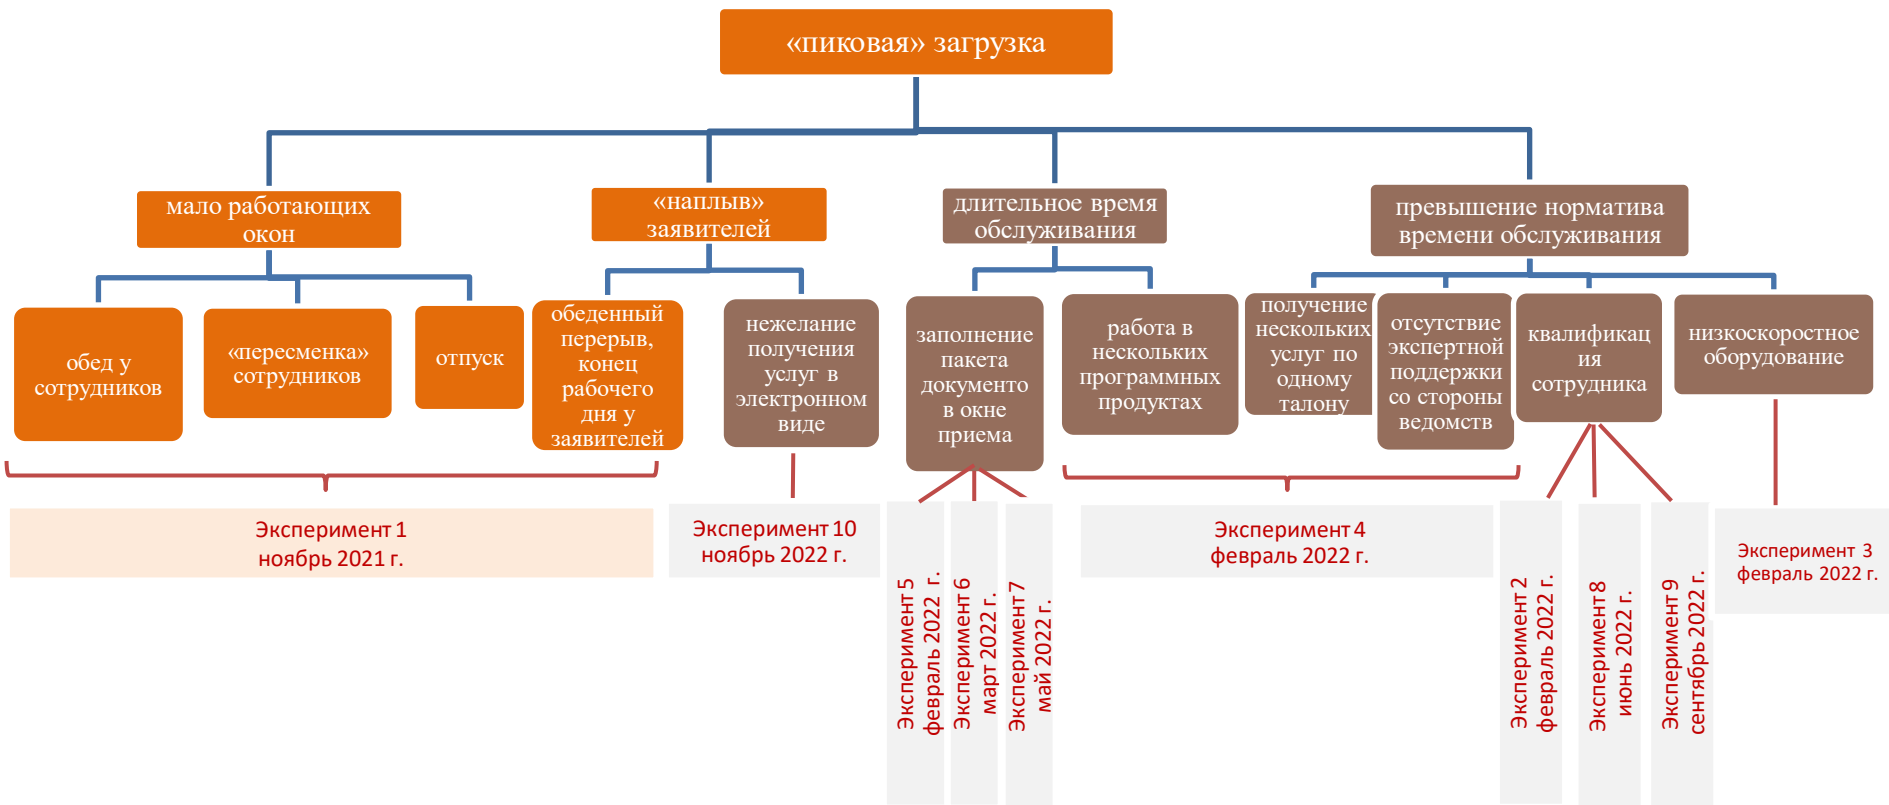 «пиковая» загрузка
мало работающих
окон
«наплыв»
заявителей
длительное время
обслуживания
превышение норматива
времени обслуживания
обед у
сотрудников
«пересменка»
сотрудников
отпуск
обеденный
перерыв,
конец
рабочего
дня у
заявителей
нежелание
получения
услуг в
электронном
виде
заполнение
пакета
документо
в окне
приема
работа в
нескольких
программных
продуктах
получение
нескольких
услуг по
одному
талону
отсутствие
экспертной
поддержки
со стороны
ведомств
квалификац
ия
сотрудника
низкоскоростное
оборудование
Эксперимент 1
ноябрь 2021 г.
Эксперимент 10
ноябрь 2022 г.
Эксперимент 5
февраль 2022 г.
Эксперимент 6
март 2022 г.
Эксперимент 7
май 2022 г.
Эксперимент 4
февраль 2022 г.
Эксперимент 2
февраль 2022 г.
Эксперимент 8
июнь 2022 г.
Эксперимент 9
сентябрь 2022 г.
Эксперимент 3
февраль 2022 г.